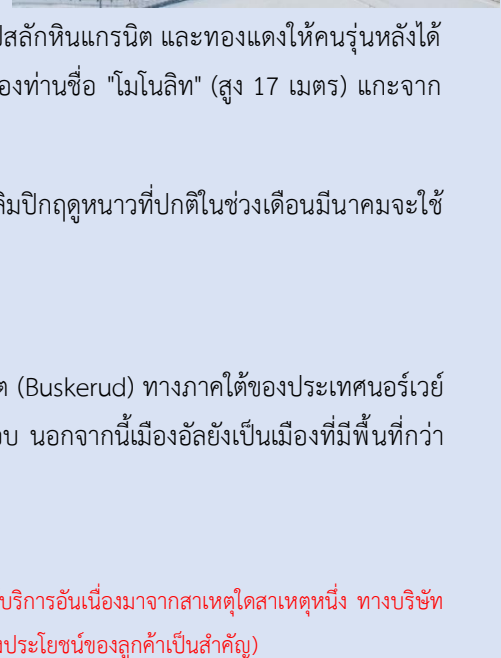 สลักหินแกรนิต และทองแดงให้คนรุ่นหลังได้
องท่านชื่อ "โมโนลิท" (สูง 17 เมตร) แกะจาก
ลิมปิกฤดูหนาวที่ปกติในช่วงเดือนมีนาคมจะใช้
(Buskerud) ทางภาคใต้ของประเทศนอร์เวย์
อบ นอกจากนี้เมืองอัลยังเป็นเมืองที่มีพื้นที่กว่า
บริการอันเนื่องมาจากสาเหตุใดสาเหตุหนึ่ง ทางบริษัท
งประโยชน์ของลูกค้าเป็นสำคัญ)